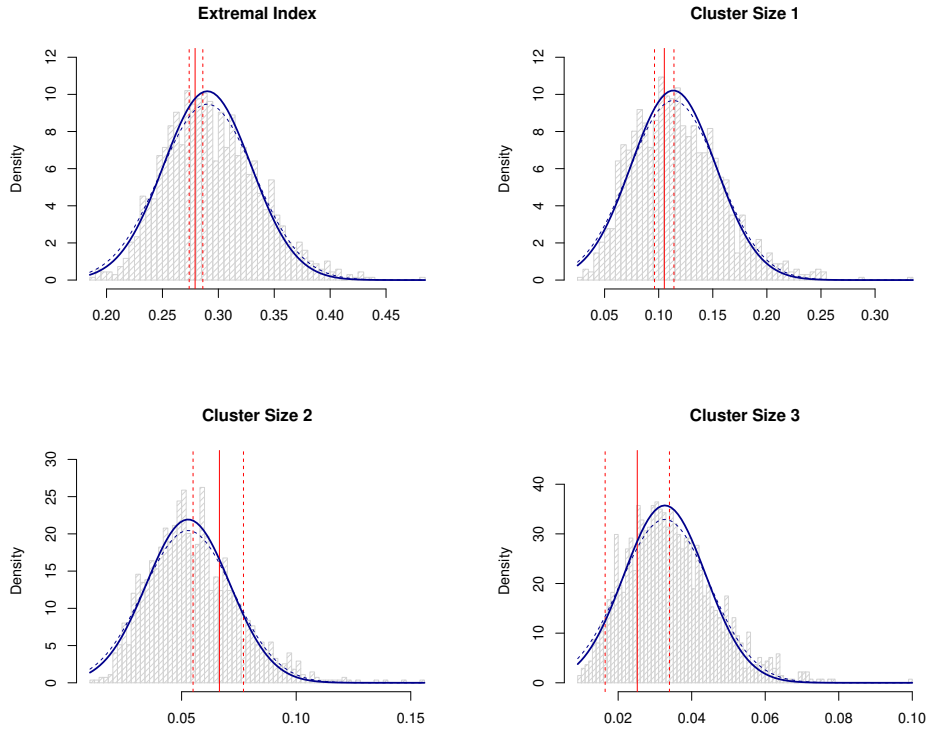 Extremal Index
Density
0 2 4 6 8 10 12
0.20 0.25 0.30 0.35 0.40 0.45
Cluster Size 1
Density
0 2 4 6 8 10 12
0.05 0.10 0.15 0.20 0.25 0.30
Cluster Size 2
Density
0 5 10 15 20 25 30
0.05 0.10 0.15
Cluster Size 3
Density
0 10 20 30 40
0.02 0.04 0.06 0.08 0.10